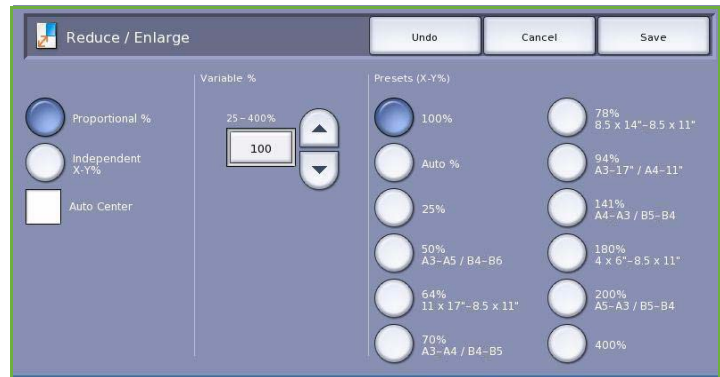 Reduce / Enlarge
Undo
Cancel
Save
Variable %
Presets (X-Y%)
Proportional %
Independent
X-Y%
Auto Center
25-400%
100
100%
Auto %
25%
50%
A3-A5 / B4-B6
64%
11 x 17"-8.5 x 11"
70%
A3-A4 / B4-B5
78%
8.5 x 14"-8.5 x 11"
94%
A3-17" / A4-11"
141%
A4-A3 / B5-B4
180%
4 x 6"-8.5 x 11"
200%
A5-A3 / B5-B4
400%